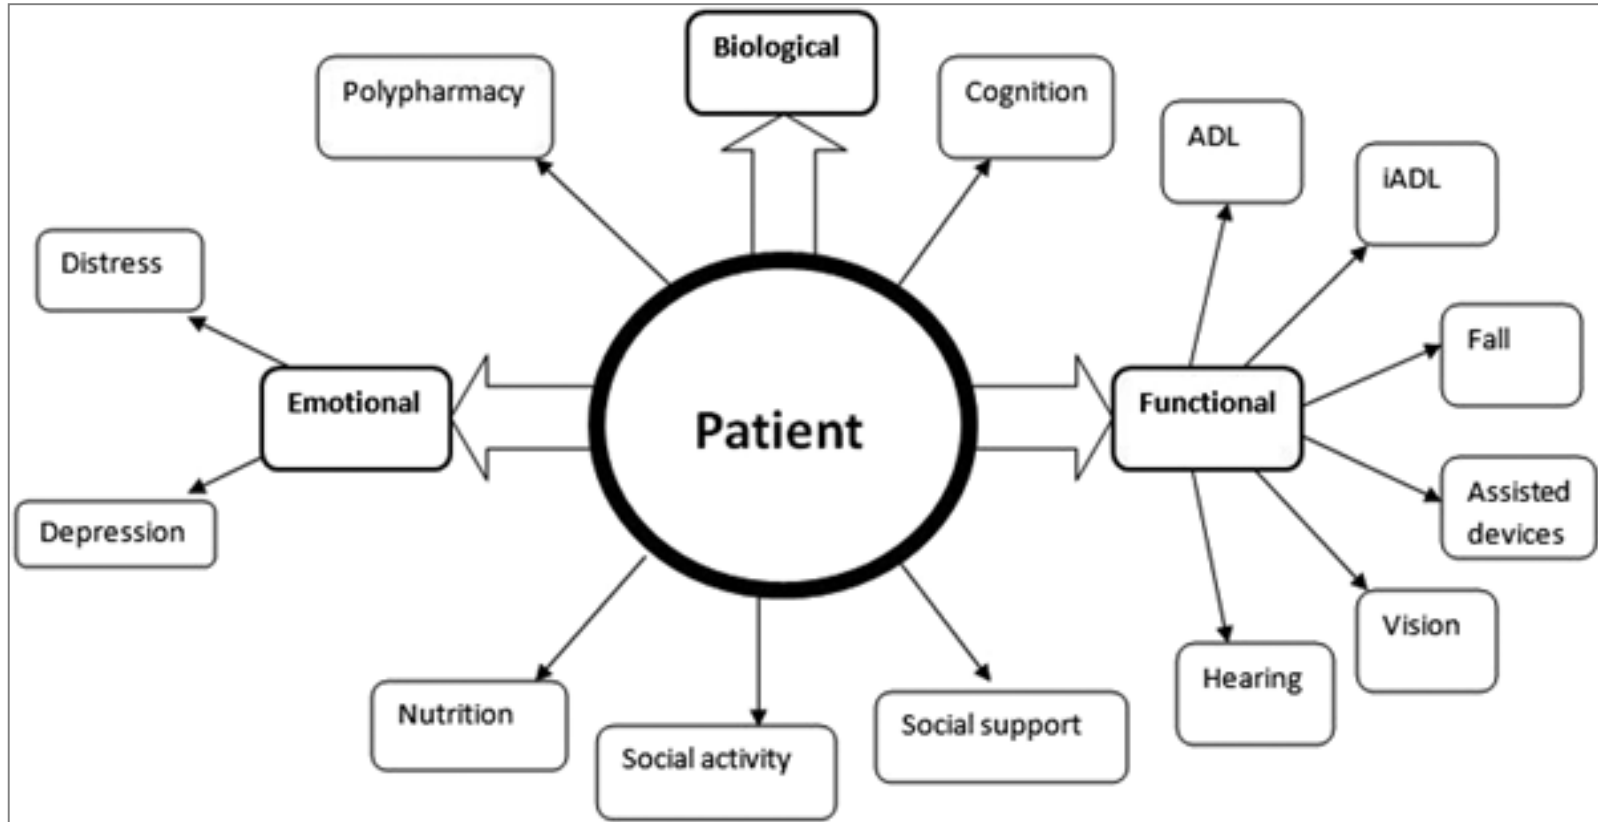 Biological
Polypharmacy
Cognition
ADL
iADL
Distress
Fall
Emotional
Patient
Functional
Assisted
devices
Depression
Vision
Hearing
Nutrition
Social activity
Social support